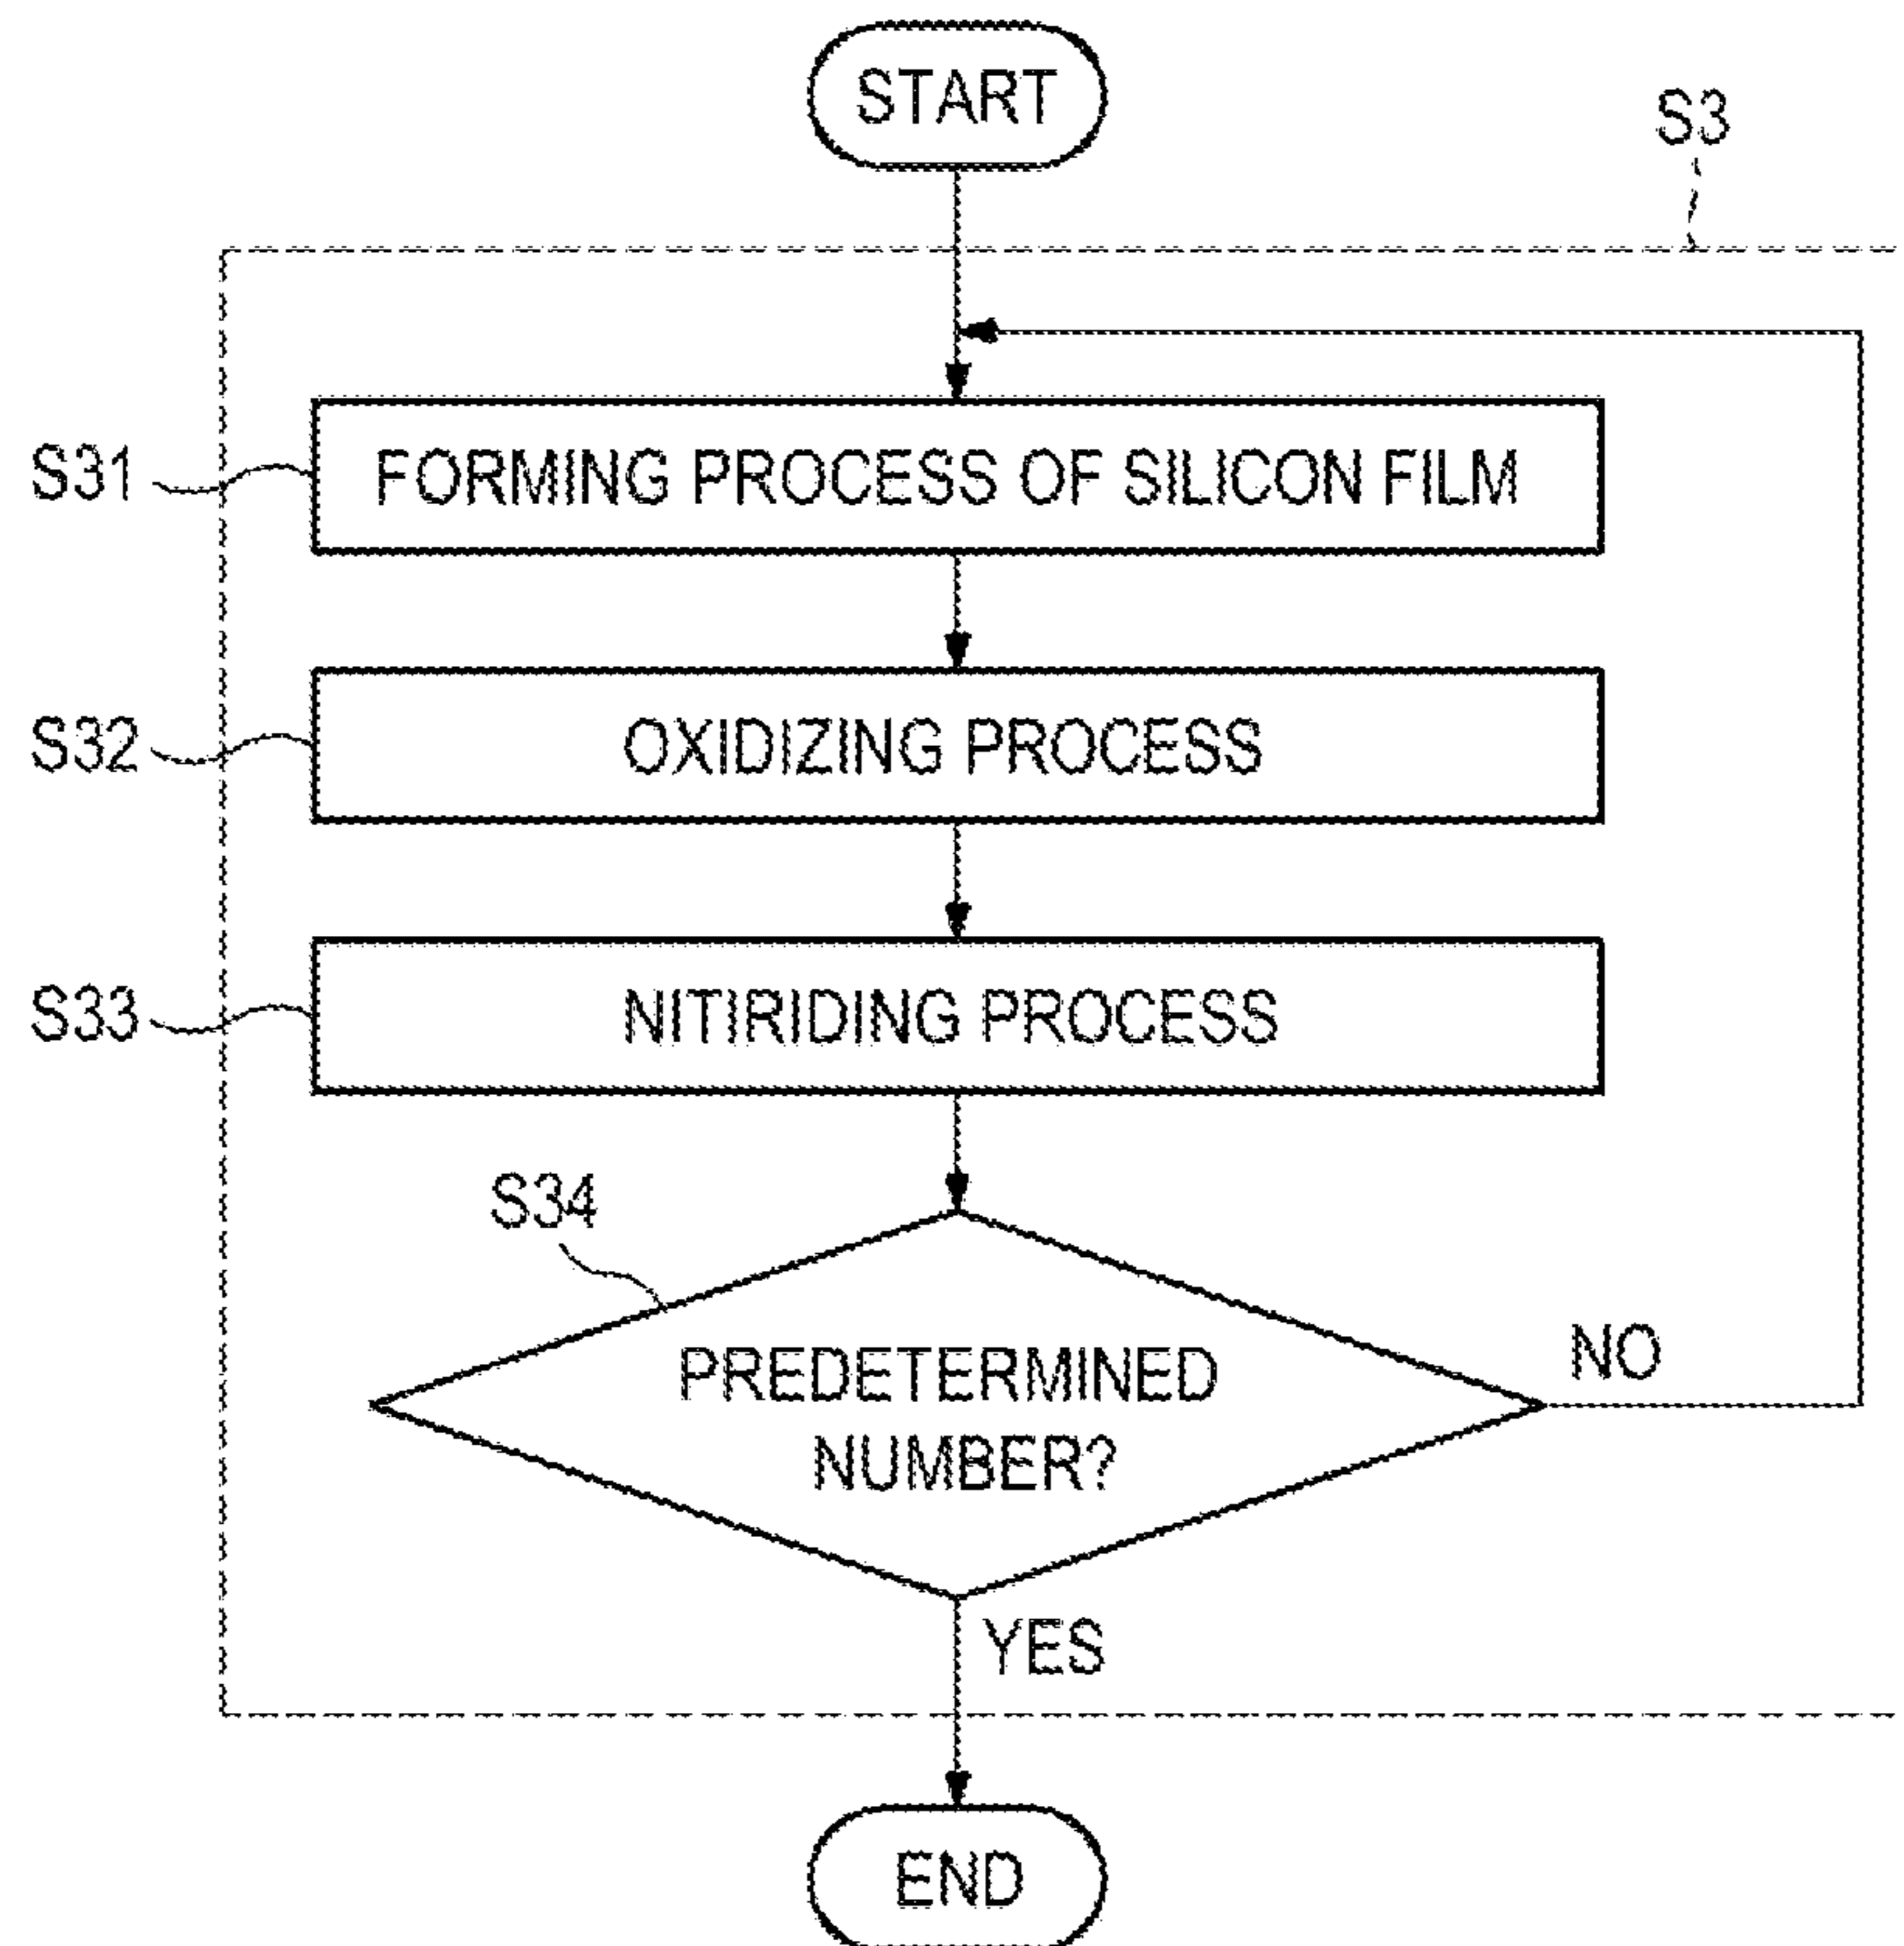 START
S3
S31
FORMING PROCESS OF SILICON FILM
S32
OXIDIZING PROCESS
S33
NITIRIDING PROCESS
S34
PREDETERMINED
NUMBER?
NO
YES
END